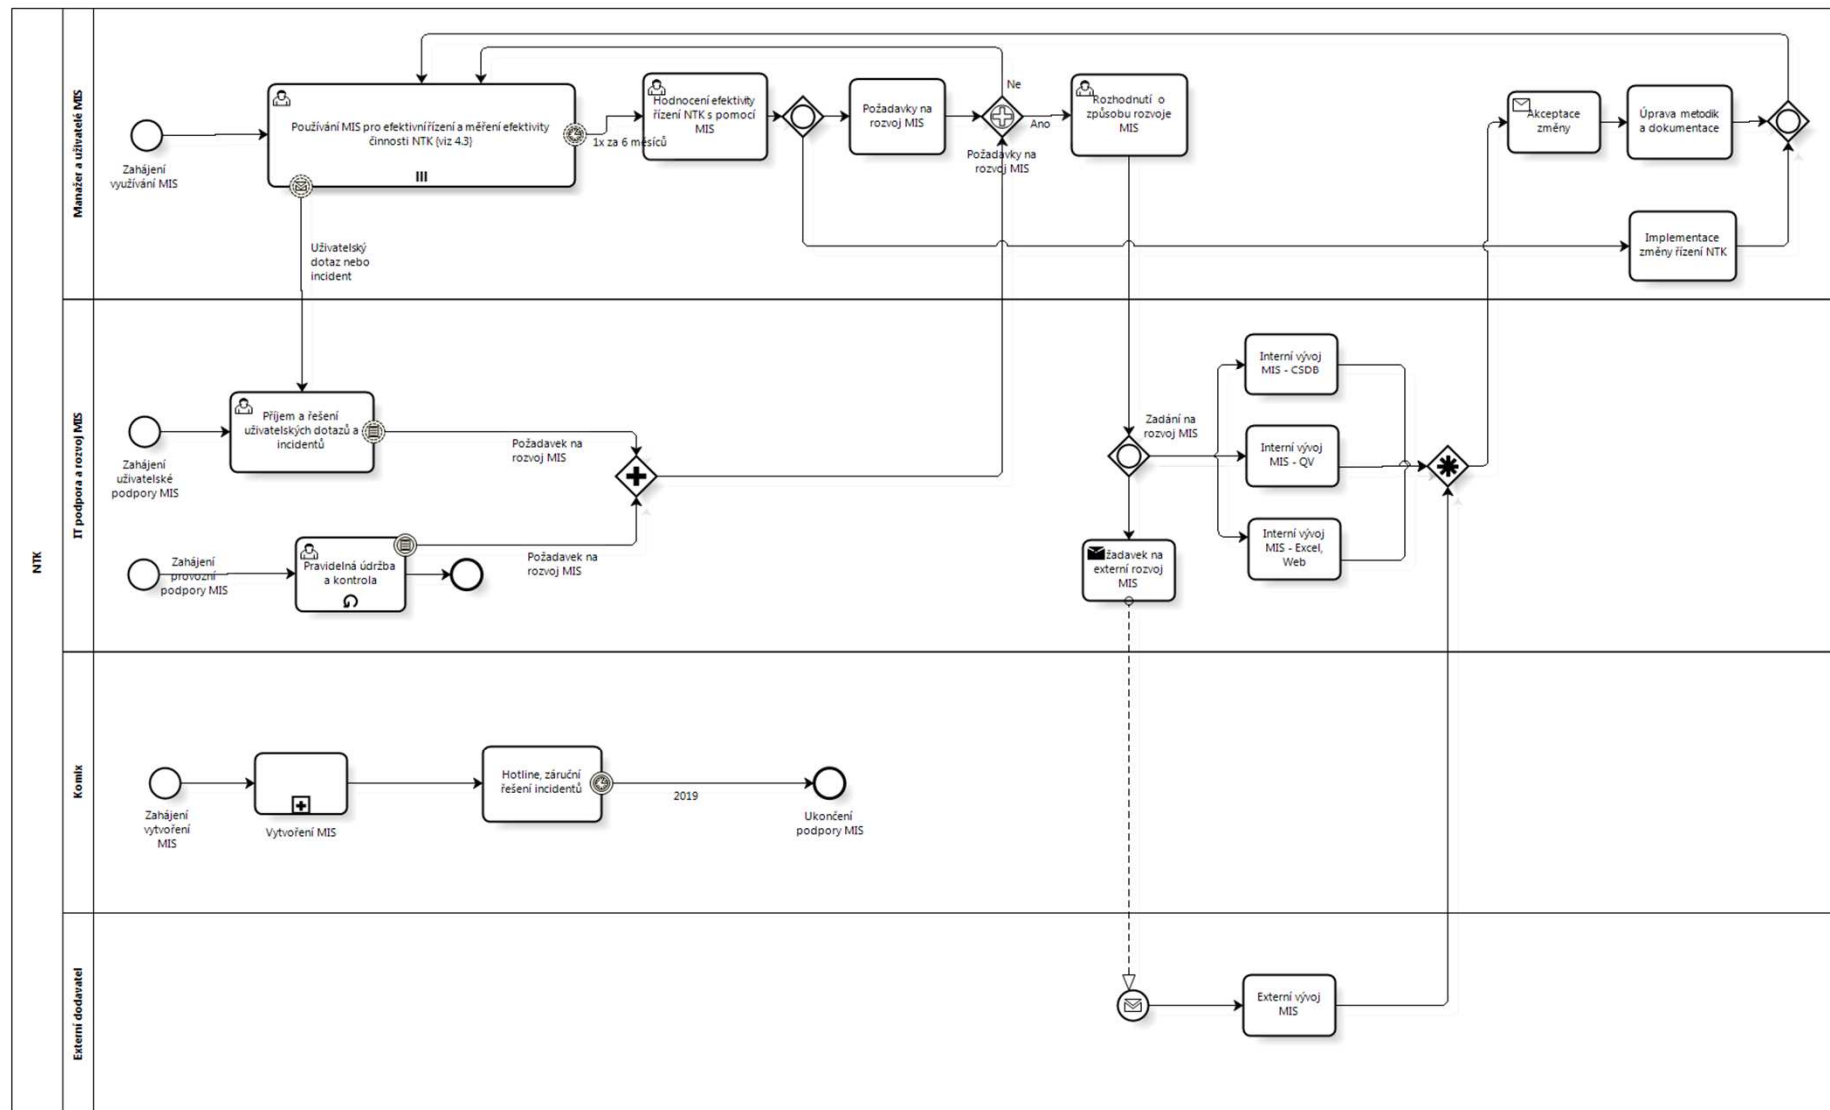 NTK
Manažer a uživatelé MIS
Zahájení
využívání MIS
Používání MIS pro efektivní řízení a měření efektivity
činnosti NTK (viz 4.3)
1x za 6 měsíců
Hodnocení efektivity
řízení NTK s pomocí
MIS
Požadavky na
rozvoj MIS
Ne
Ano
Požadavky na
rozvoj MIS
Rozhodnutí o
způsobu rozvoje
MIS
Akceptace
změny
Úprava metodik
a dokumentace
Implementace
změny řízení NTK
Uživatelský
dotaz nebo
incident
IT podpora a rozvoj MIS
Zahájení
uživatelské
podpory MIS
Příjem a řešení
uživatelských dotazů a
incidentů
Požadavek na
rozvoj MIS
Zahájení
provozní
podpory MIS
Pravidelná údržba
a kontrola
Požadavek na
rozvoj MIS
Zadání na
rozvoj MIS
Interní vývoj
MIS - CSDB
Interní vývoj
MIS - QV
Interní vývoj
MIS - Excel,
Web
žadavek na
externí rozvoj
MIS
Komix
Zahájení
vytvoření
MIS
Vytvoření MIS
Hotline, záruční
řešení incidentů
2019
Ukončení
podpory MIS
Externí dodavatel
Externí vývoj
MIS